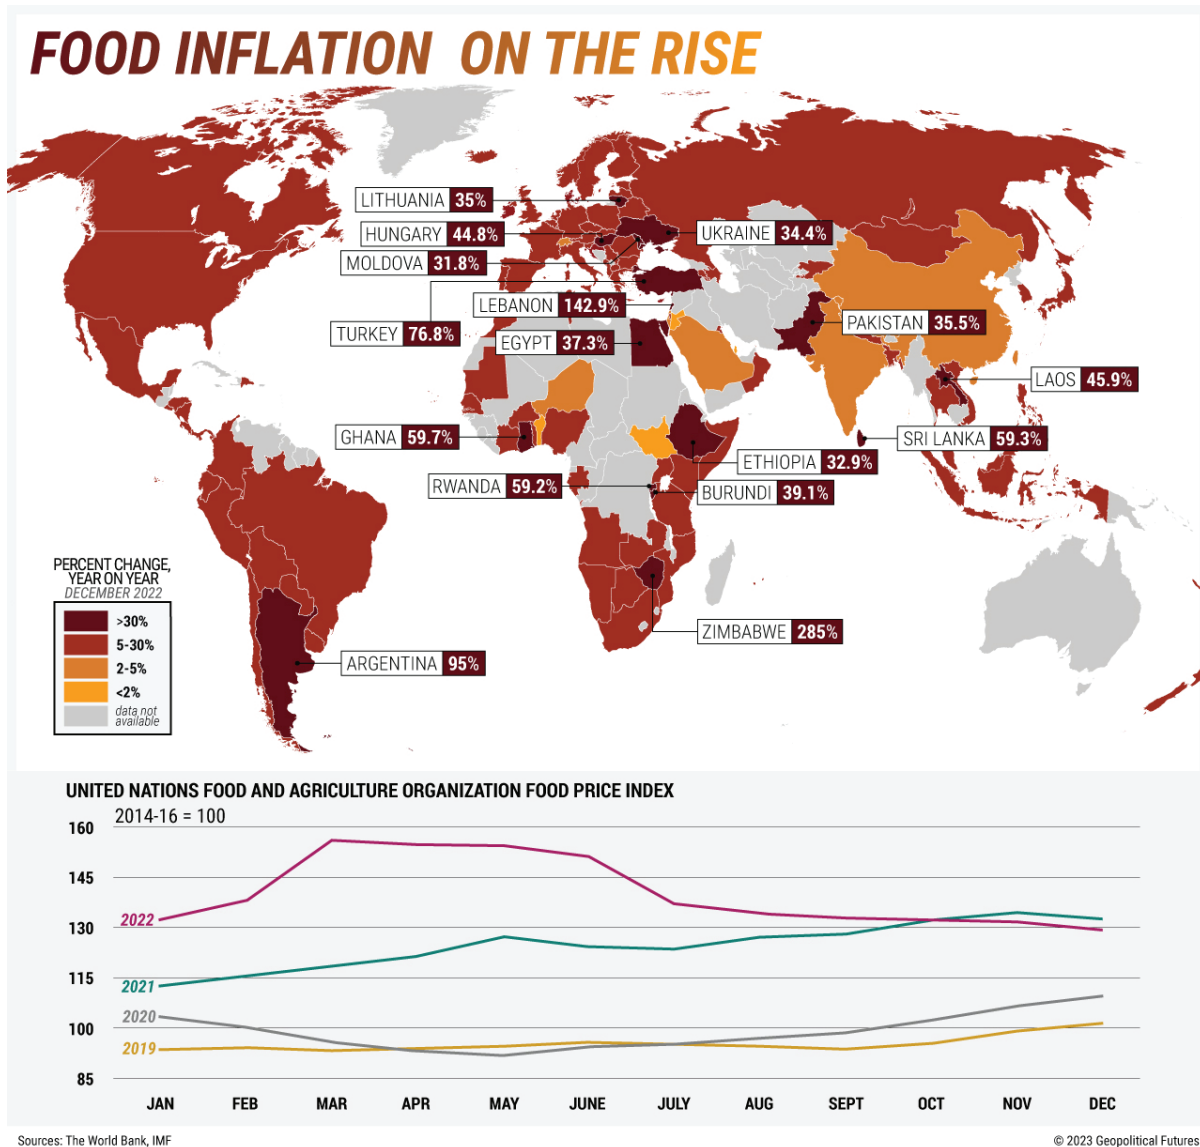 FOOD INFLATION ON THE RISE
LITHUANIA 35%
HUNGARY 44.8%
UKRAINE 34.4%
MOLDOVA 31.8%
LEBANON 142.9%
TURKEY 76.8%
EGYPT 37.3%
PAKISTAN 35.5%
LAOS 45.9%
GHANA 59.7%
SRI LANKA 59.3%
ETHIOPIA 32.9%
RWANDA 59.2%
BURUNDI 39.1%
ZIMBABWE 285%
ARGENTINA 95%
PERCENT CHANGE,
YEAR ON YEAR
DECEMBER 2022
>30%
5-30%
2-5%
<2%
data not
available
UNITED NATIONS FOOD AND AGRICULTURE ORGANIZATION FOOD PRICE INDEX
2014-16 = 100
160
145
130
115
100
85
2022
2021
2020
2019
JAN FEB MAR APR MAY JUNE JULY AUG SEPT OCT NOV DEC
Sources: The World Bank, IMF
© 2023 Geopolitical Futures